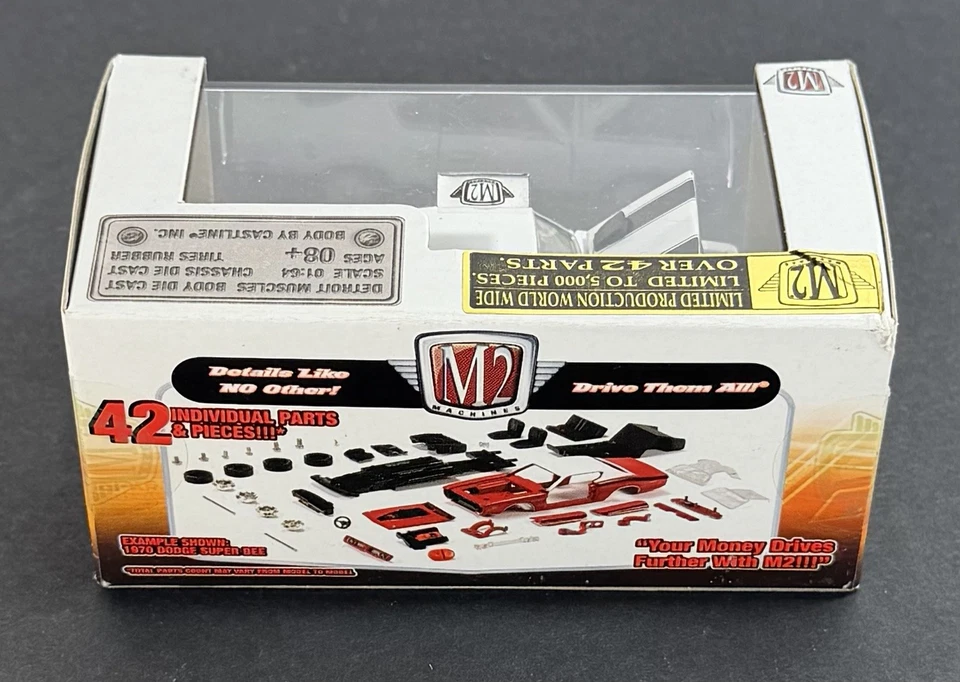 M2
M2
DETROIT MUSCLES BODY DIE CAST
SCALE 01:64 CHASSIS DIE CAST
AGES 08+ TIRES RUBBER
BODY BY CASTLINE® INC.
LIMITED PRODUCTION WORLD WIDE
LIMITED TO 5,000 PIECES.
OVER 42 PARTS.
M2
Details Like
NO Other!
M2
MACHINES
Drive Them All!®
42 INDIVIDUAL PARTS
& PIECES!!!*
EXAMPLE SHOWN:
1970 DODGE SUPER BEE
*TOTAL PARTS COUNT MAY VARY FROM MODEL TO MODEL
"Your Money Drives
Further With M2!!!"